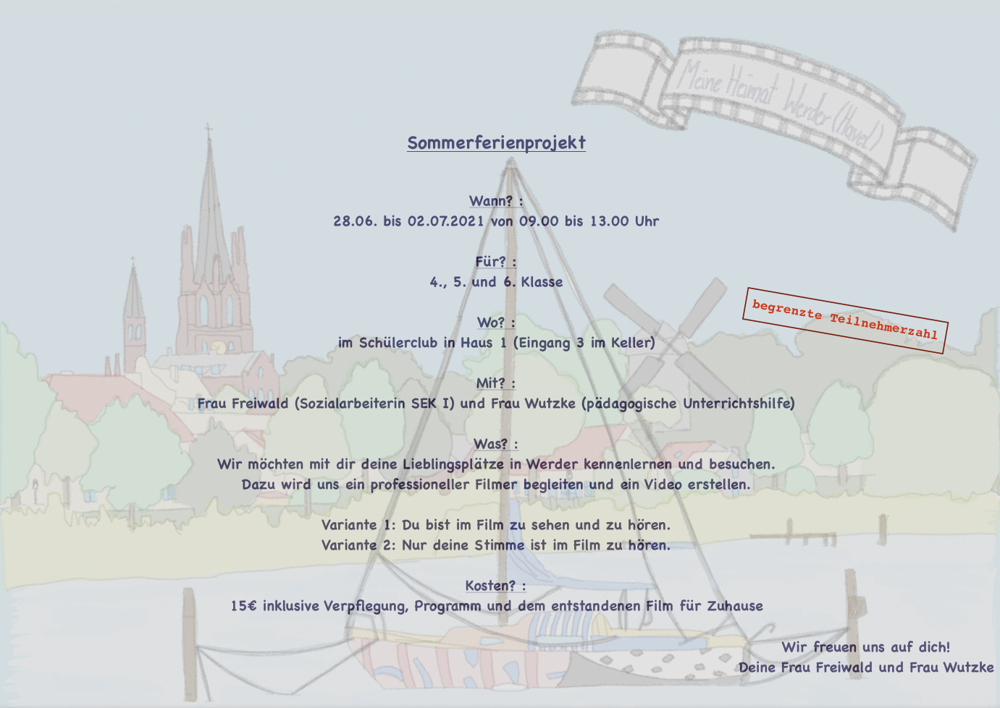 Meine Heimat Werder (Havel)
Sommerferienprojekt
Wann? :
28.06. bis 02.07.2021 von 09.00 bis 13.00 Uhr
Für? :
4., 5. und 6. Klasse
begrenzte Teilnehmerzahl
Wo? :
im Schülerclub in Haus 1 (Eingang 3 im Keller)
Mit? :
Frau Freiwald (Sozialarbeiterin SEK I) und Frau Wutzke (pädagogische Unterrichtshilfe)
Was? :
Wir möchten mit dir deine Lieblingsplätze in Werder kennenlernen und besuchen.
Dazu wird uns ein professioneller Filmer begleiten und ein Video erstellen.
Variante 1: Du bist im Film zu sehen und zu hören.
Variante 2: Nur deine Stimme ist im Film zu hören.
Kosten? :
15€ inklusive Verpflegung, Programm und dem entstandenen Film für Zuhause
Wir freuen uns auf dich!
Deine Frau Freiwald und Frau Wutzke